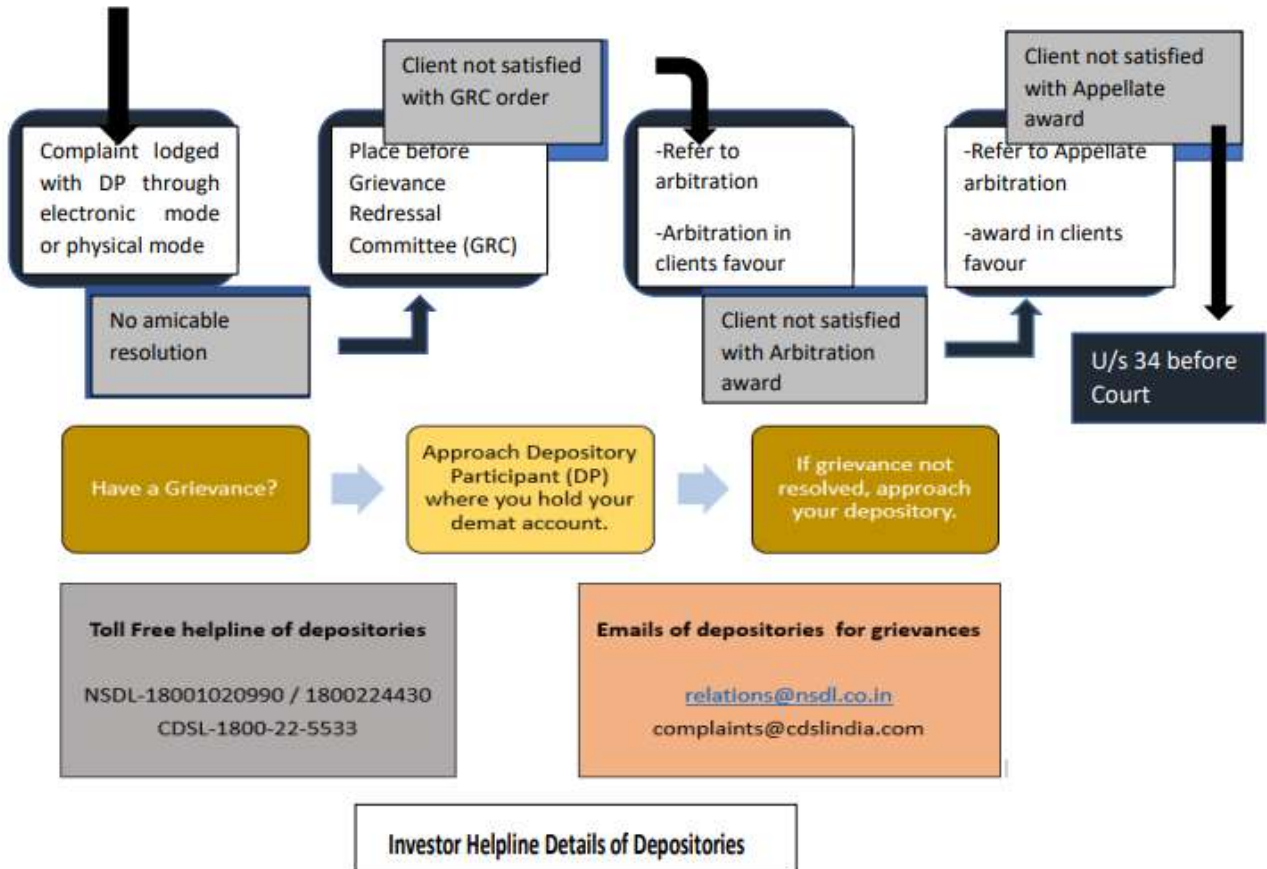 Complaint lodged
with DP through
electronic mode
or physical mode
No amicable
resolution
Place before
Grievance
Redressal
Committee (GRC)
Client not satisfied
with GRC order
-Refer to
arbitration
-Arbitration in
clients favour
Client not satisfied
with Arbitration
award
-Refer to Appellate
arbitration
-award in clients
favour
Client not satisfied
with Appellate
award
U/s 34 before
Court
Have a Grievance?
Approach Depository
Participant (DP)
where you hold your
demat account.
If grievance not
resolved, approach
your depository.
Toll Free helpline of depositories
NSDL-18001020990 / 1800224430
CDSL-1800-22-5533
Emails of depositories for grievances
relations@nsdl.co.in
complaints@cdslindia.com
Investor Helpline Details of Depositories